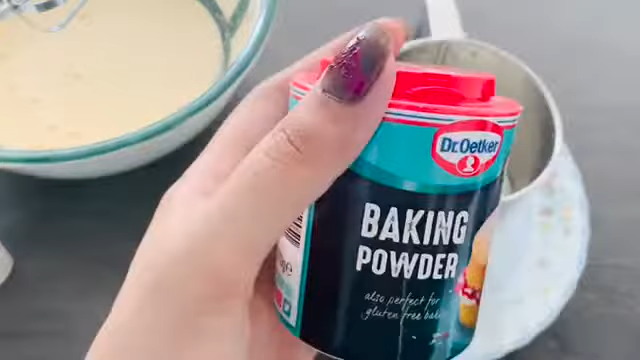 Dr. Oetker
BAKING
POWDER
also perfect for
gluten free